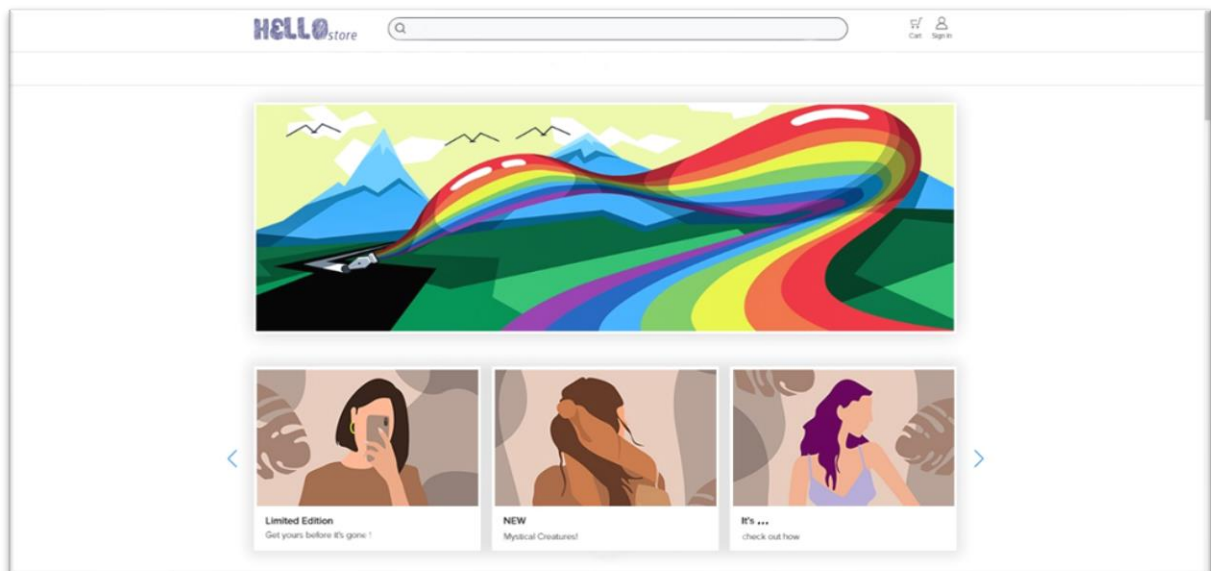 HELLO store
Cart
Sign In
Limited Edition
Get yours before it's gone !
NEW
Mystical Creatures!
It's ...
check out how